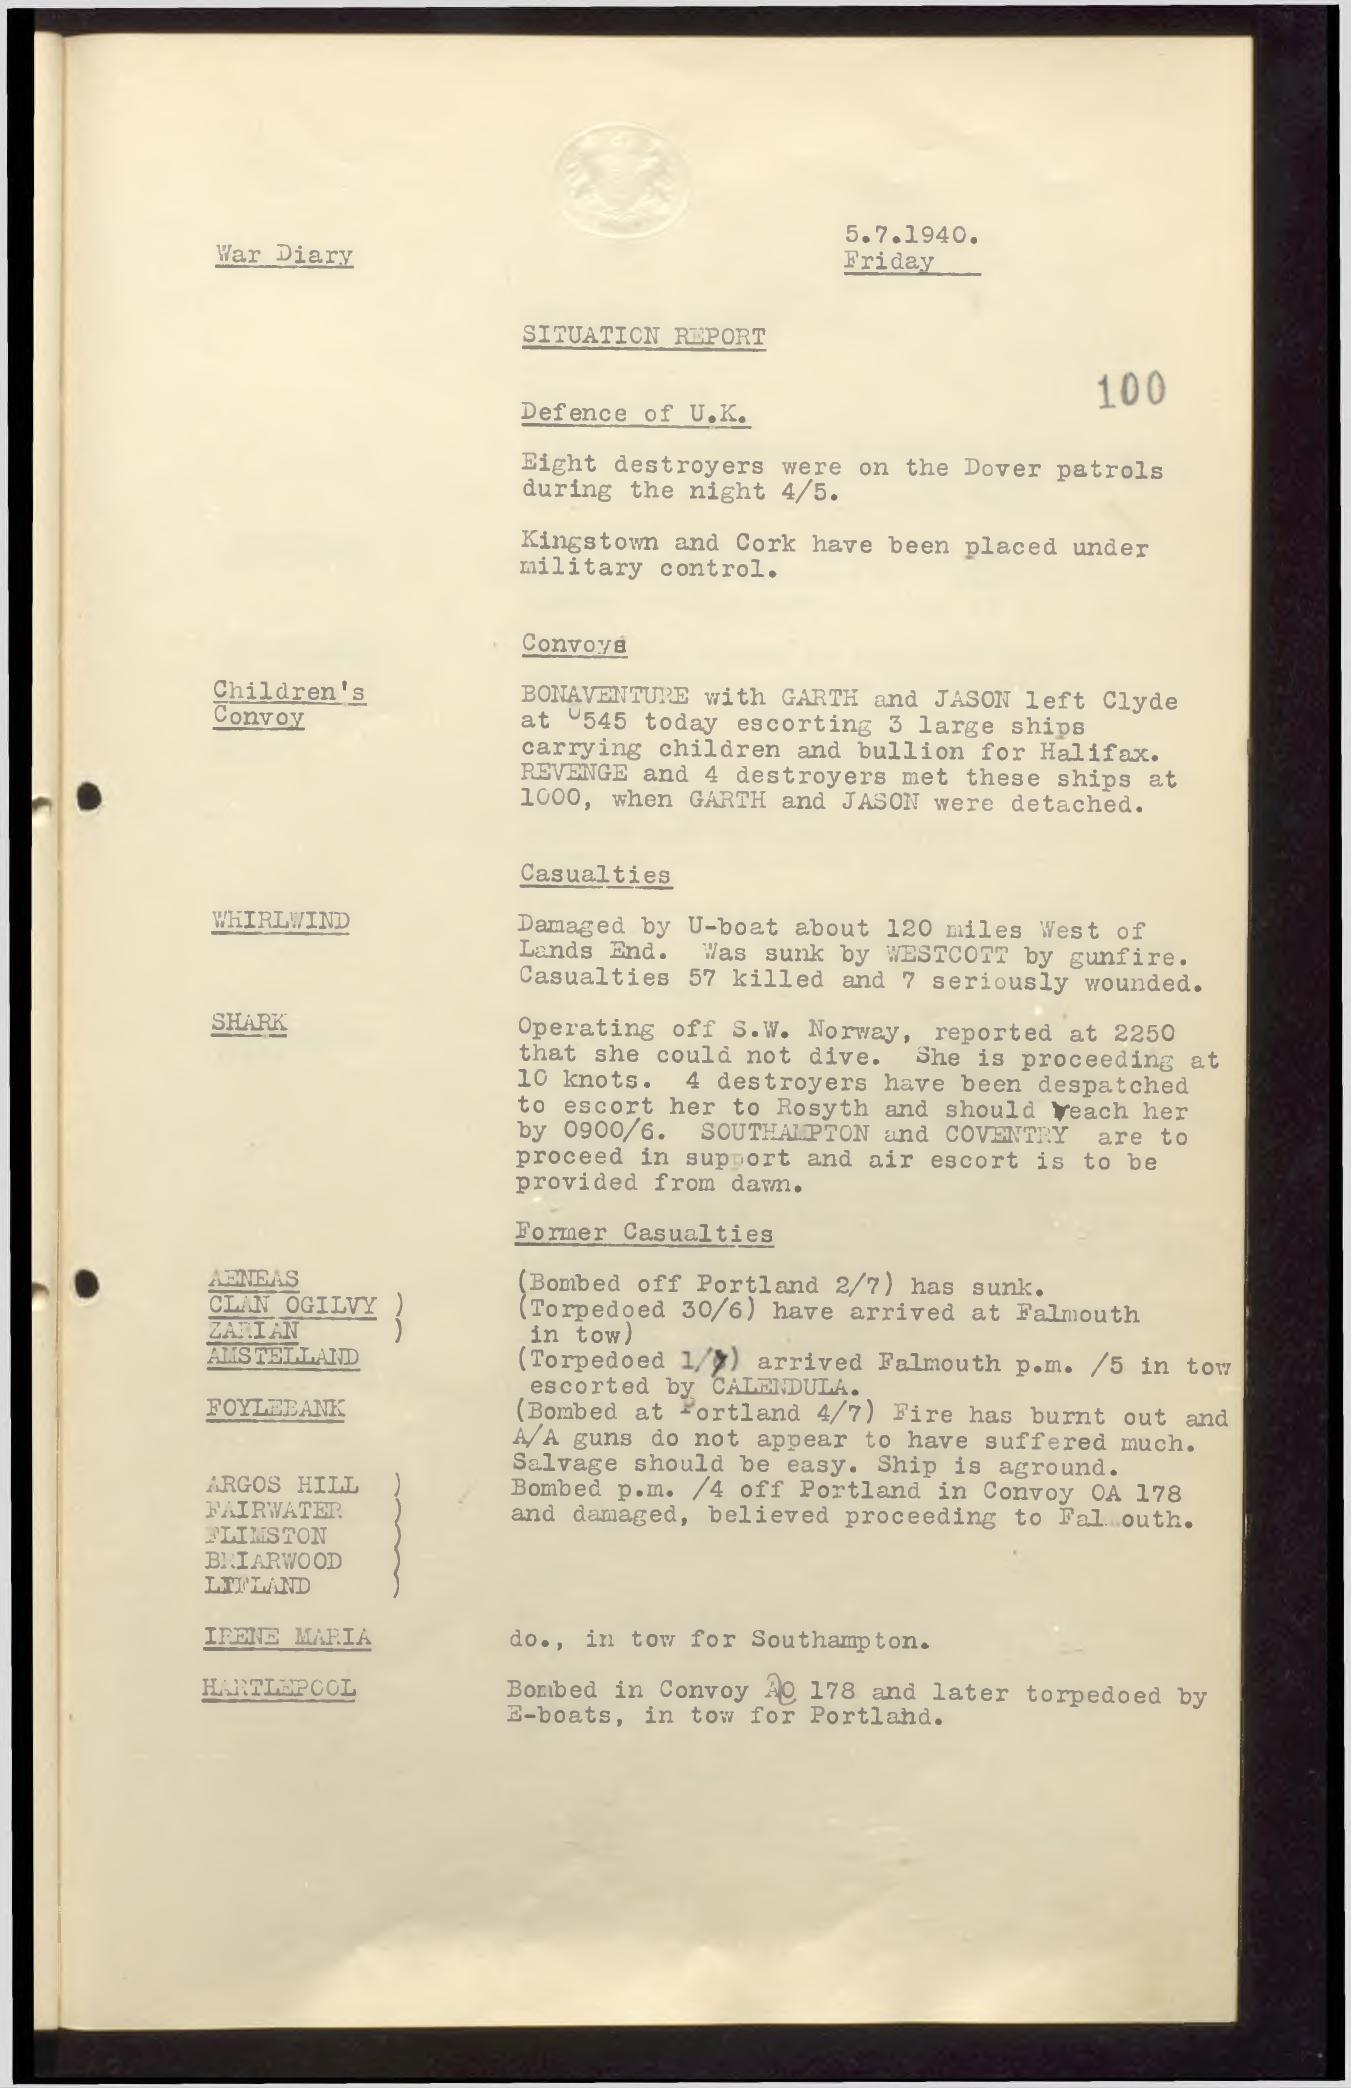 War Diary
5.7.1940.
Friday
SITUATION REPORT
100
Defence of U.K.
Eight destroyers were on the Dover patrols
during the night 4/5.
Kingstown and Cork have been placed under
military control.
Convoys
Children's
Convoy
BONAVENTURE with GARTH and JASON left Clyde
at 0545 today escorting 3 large ships
carrying children and bullion for Halifax.
REVENGE and 4 destroyers met these ships at
1000, when GARTH and JASON were detached.
Casualties
WHIRLWIND
Damaged by U-boat about 120 miles West of
Lands End. Was sunk by WESTCOTT by gunfire.
Casualties 57 killed and 7 seriously wounded.
SHARK
Operating off S.W. Norway, reported at 2250
that she could not dive. She is proceeding at
10 knots. 4 destroyers have been despatched
to escort her to Rosyth and should reach her
by 0900/6. SOUTHAMPTON and COVENTRY are to
proceed in support and air escort is to be
provided from dawn.
Former Casualties
AENEAS (Bombed off Portland 2/7) has sunk.
CLAN OGILVY ) (Torpedoed 30/6) have arrived at Falmouth
ZARIAN ) in tow)
AMSTELLAND (Torpedoed 1/7) arrived Falmouth p.m. /5 in tow
escorted by CALENDULA.
FOYLEBANK (Bombed at Portland 4/7) Fire has burnt out and
A/A guns do not appear to have suffered much.
Salvage should be easy. Ship is aground.
ARGOS HILL ) Bombed p.m. /4 off Portland in Convoy OA 178
FAIRWATER ) and damaged, believed proceeding to Falmouth.
FLIMSTON )
BRIARWOOD )
LIFLAND )
IRENE MARIA do., in tow for Southampton.
HARTLEPOOL Bombed in Convoy AO 178 and later torpedoed by
E-boats, in tow for Portland.